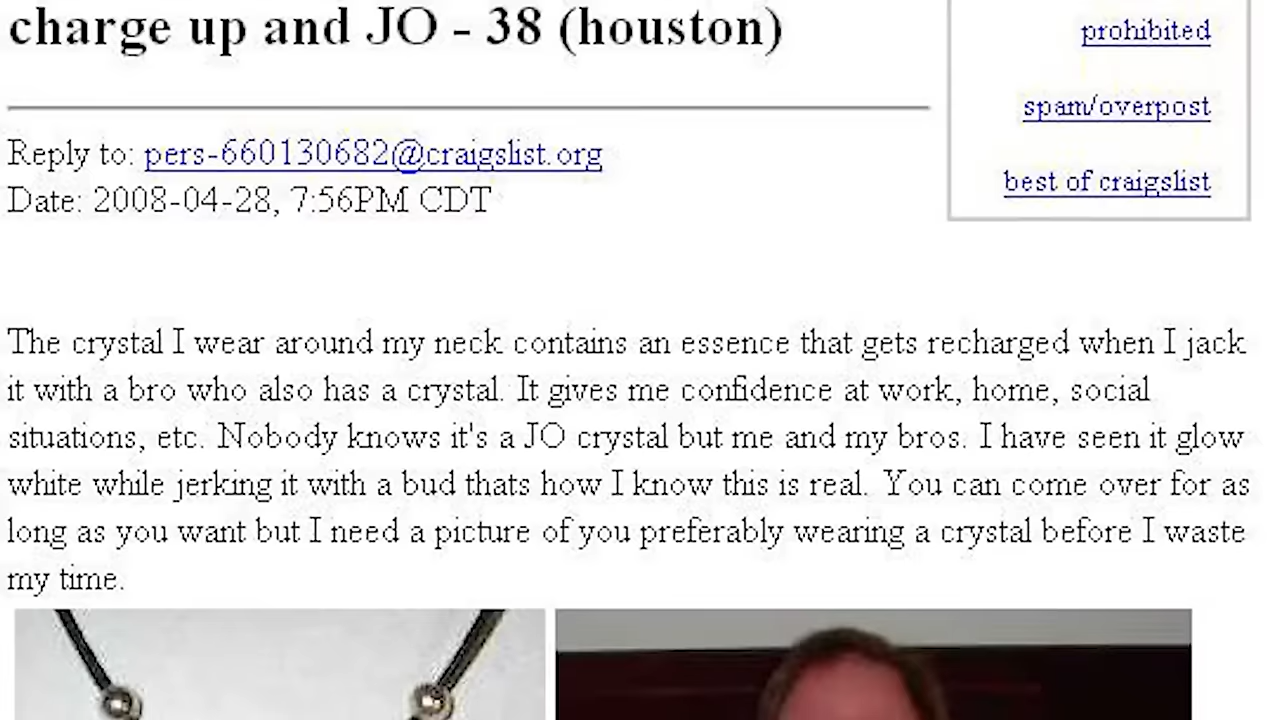 charge up and JO - 38 (houston)
prohibited
spam/overpost
best of craigslist
Reply to: pers-660130682@craigslist.org
Date: 2008-04-28, 7:56PM CDT
The crystal I wear around my neck contains an essence that gets recharged when I jack
it with a bro who also has a crystal. It gives me confidence at work, home, social
situations, etc. Nobody knows it's a JO crystal but me and my bros. I have seen it glow
white while jerking it with a bud thats how I know this is real. You can come over for as
long as you want but I need a picture of you preferably wearing a crystal before I waste
my time.